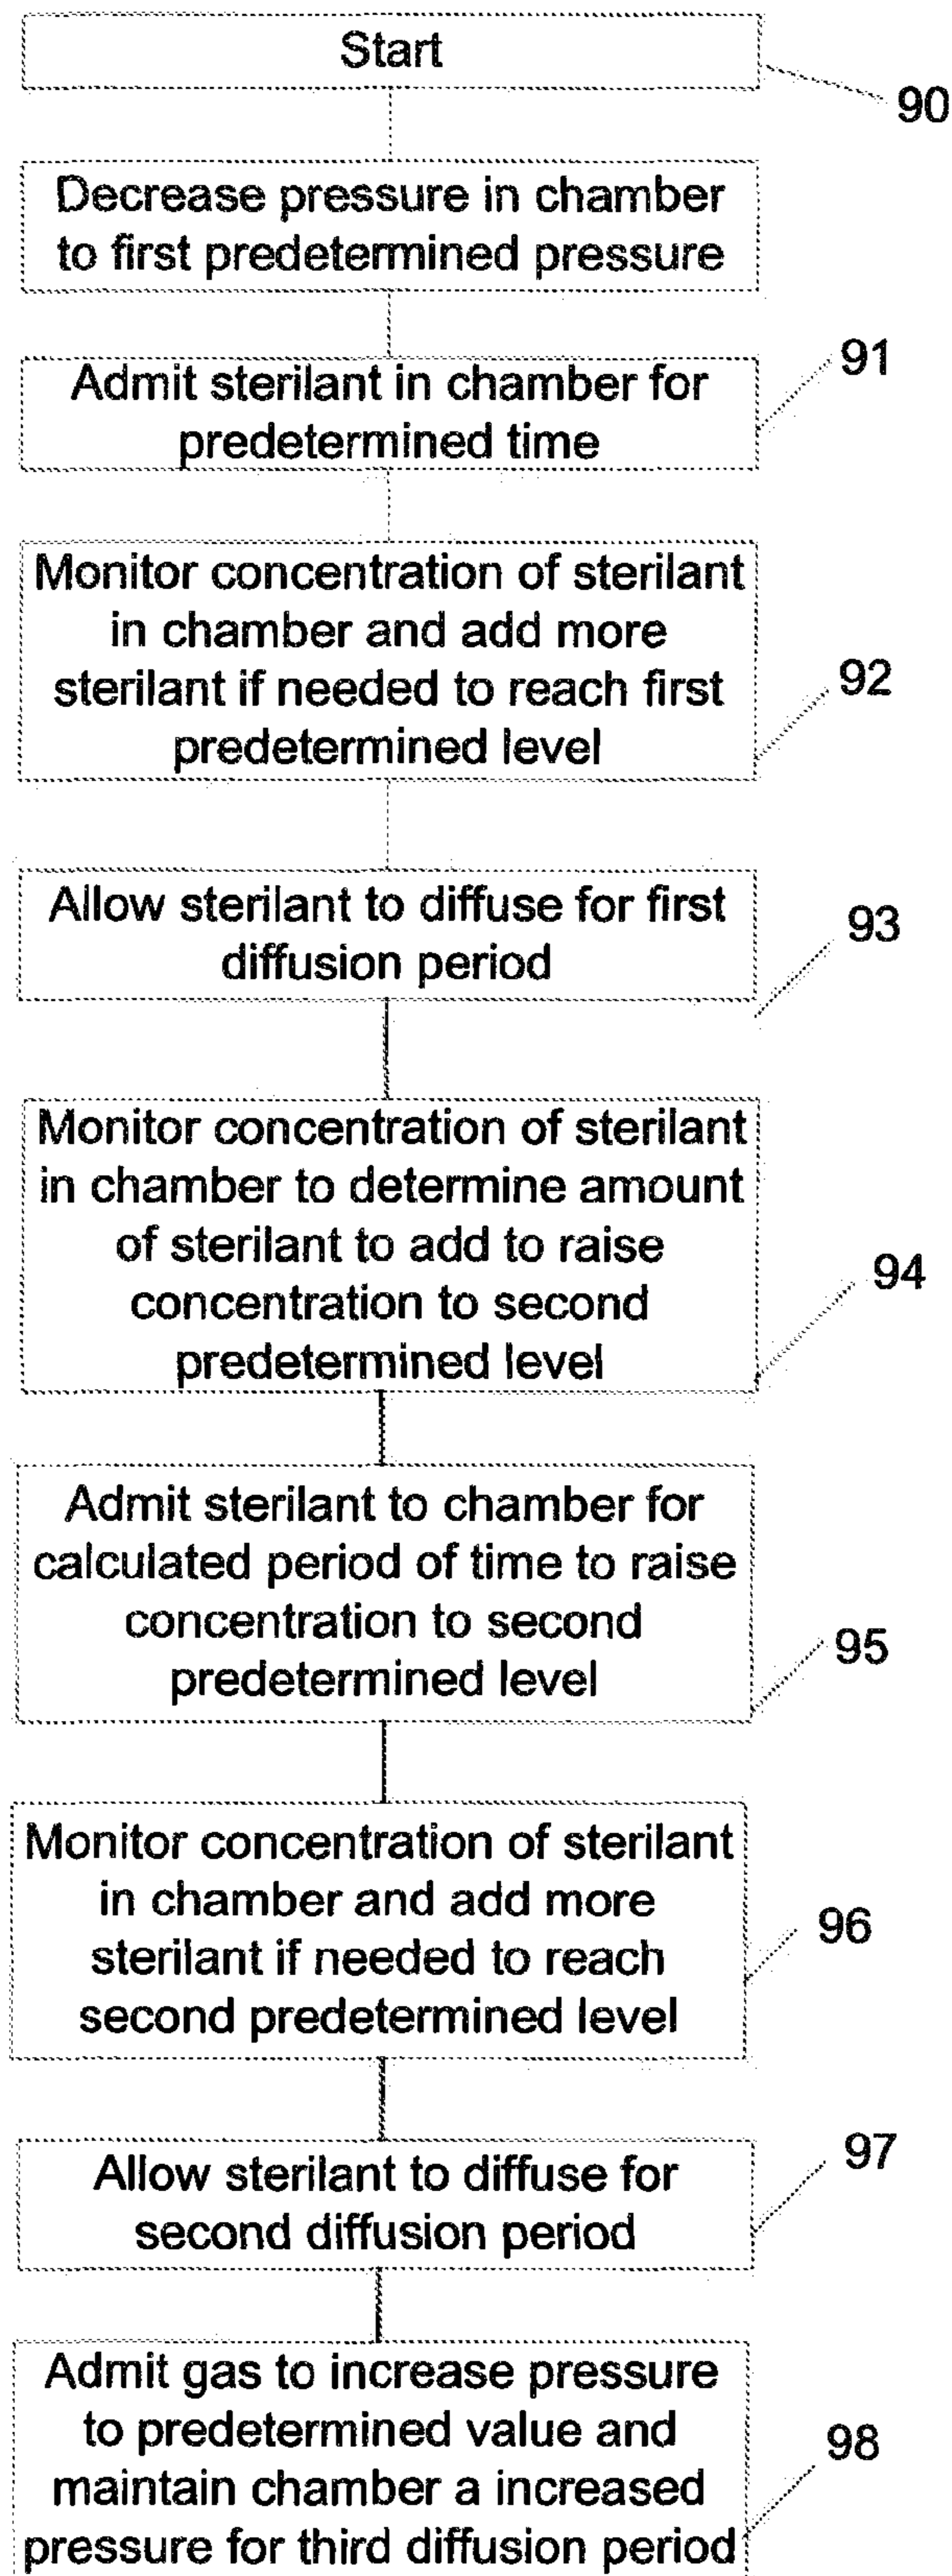 Start
90
Decrease pressure in chamber
to first predetermined pressure
91
Admit sterilant in chamber for
predetermined time
Monitor concentration of sterilant
in chamber and add more
sterilant if needed to reach first
predetermined level
92
Allow sterilant to diffuse for first
diffusion period
93
Monitor concentration of sterilant
in chamber to determine amount
of sterilant to add to raise
concentration to second
predetermined level
94
Admit sterilant to chamber for
calculated period of time to raise
concentration to second
predetermined level
95
Monitor concentration of sterilant
in chamber and add more
sterilant if needed to reach
second predetermined level
96
Allow sterilant to diffuse for
second diffusion period
97
Admit gas to increase pressure
to predetermined value and
maintain chamber a increased
pressure for third diffusion period
98